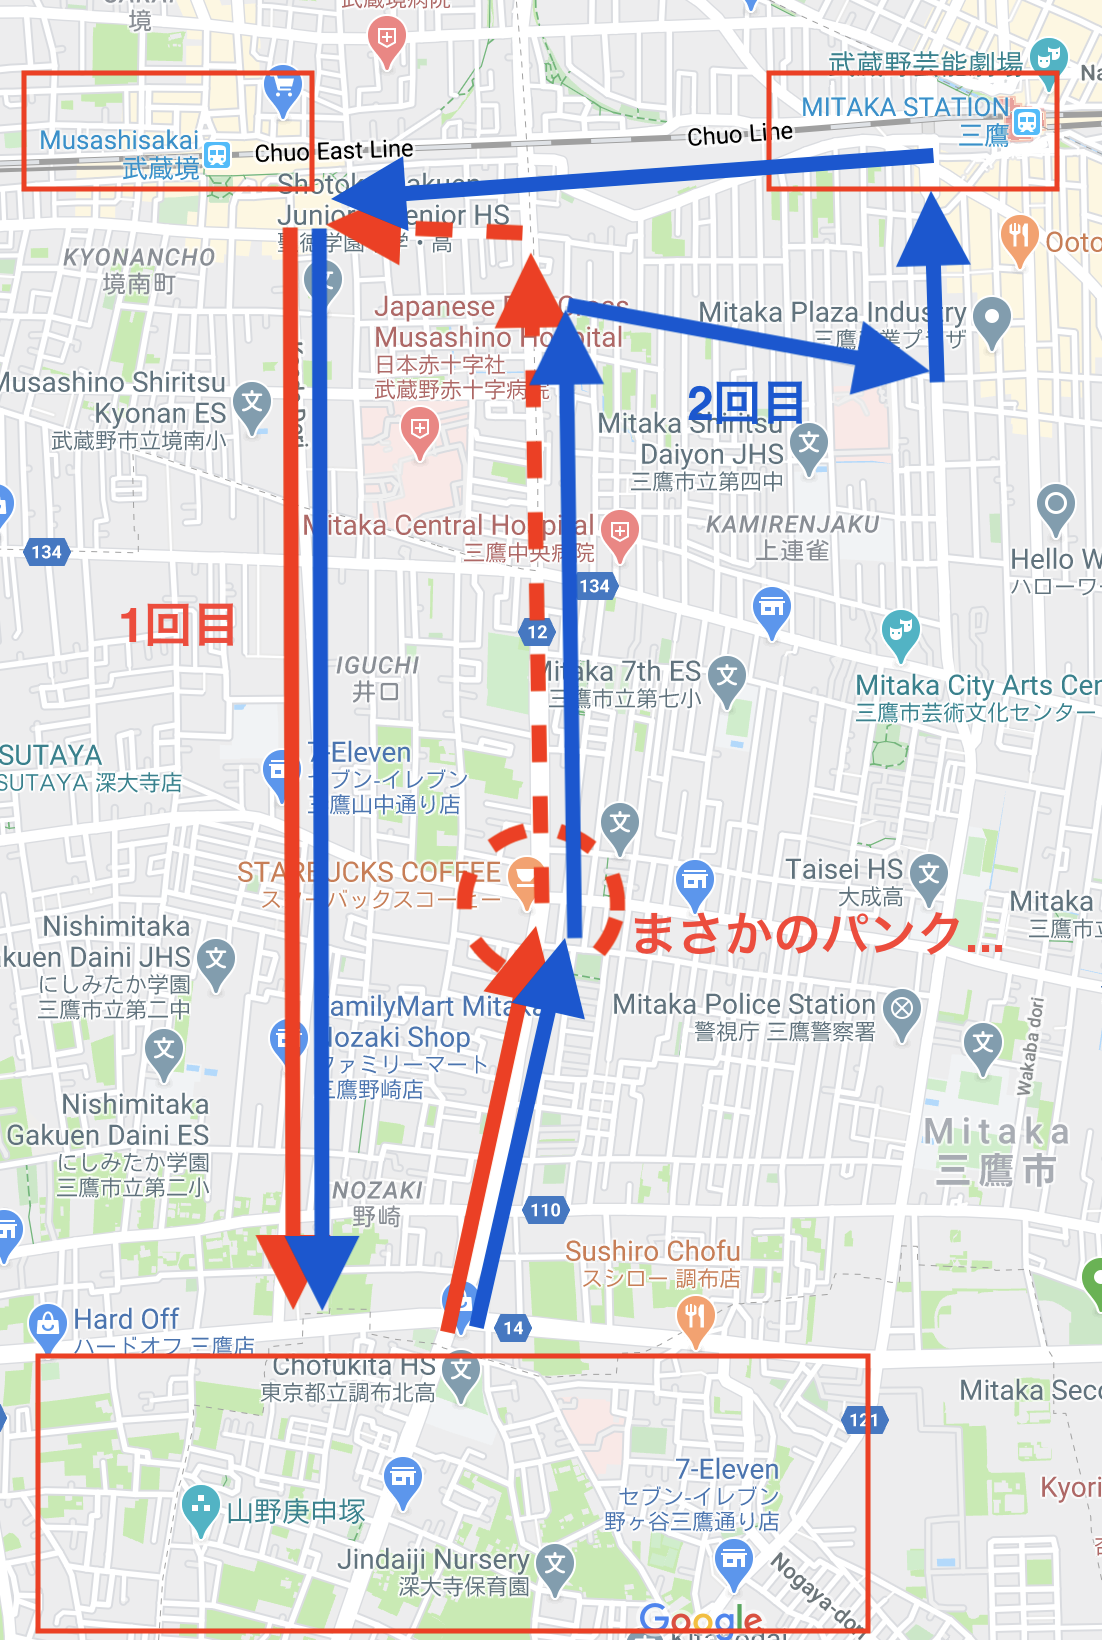 境
武蔵境病院
武蔵野芸能劇場
Na
MITAKA STATION
三鷹
Musashisakai
武蔵境
Chuo East Line
Chuo Line
Junior
Senior HS
KYONANCHO
境南町
Ooto
Japanese
Musashino Hospital
日本赤十字社
武蔵野赤十字病院
Mitaka Plaza Industry
三鷹産業プラザ
Musashino Shiritsu
Kyonan ES
武蔵野市立境南小
2回目
Mitaka Shiritsu
Daiyon JHS
三鷹市立第四中
Mitaka Central Hospital
三鷹中央病院
KAMIRENJAKU
上連雀
134
Hello W
ハローワー
134
1回目
12
IGUCHI
井口
Mitaka 7th ES
三鷹市立第七小
Mitaka City Arts Cen
三鷹市芸術文化センター
SUTAYA
SUTAYA 深大寺店
7-Eleven
セブン-イレブン
三鷹山中通り店
STARBUCKS COFFEE
スターバックスコーヒー
Taisei HS
大成高
Mitaka
三鷹市立
まさかのパンク...
Nishimitaka
kuen Daini JHS
にしみたか学園
三鷹市立第二中
FamilyMart Mitaka
Nozaki Shop
ファミリーマート
三鷹野崎店
Mitaka Police Station
警視庁 三鷹警察署
Wakaba dori
Nishimitaka
Gakuen Daini ES
にしみたか学園
三鷹市立第二小
Mitaka
三鷹市
NOZAKI
野崎
110
Sushiro Chofu
スシロー 調布店
Hard Off
ハードオフ 三鷹店
14
Chofukita HS
東京都立調布北高
Mitaka Seco
121
7-Eleven
セブン-イレブン
野ヶ谷三鷹通り店
Kyori
山野庚申塚
Jindaiji Nursery
深大寺保育園
Nogaya-dori
Google